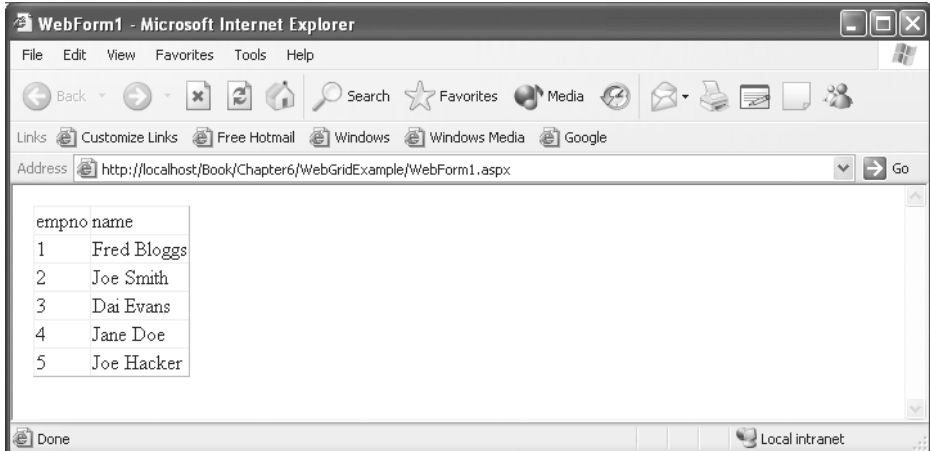 WebForm1 - Microsoft Internet Explorer
File Edit View Favorites Tools Help
Back Search Favorites Media
Links Customize Links Free Hotmail Windows Windows Media Google
Address http://localhost/Book/Chapter6/WebGridExample/WebForm1.aspx Go
empno name
1 Fred Bloggs
2 Joe Smith
3 Dai Evans
4 Jane Doe
5 Joe Hacker
Done Local intranet